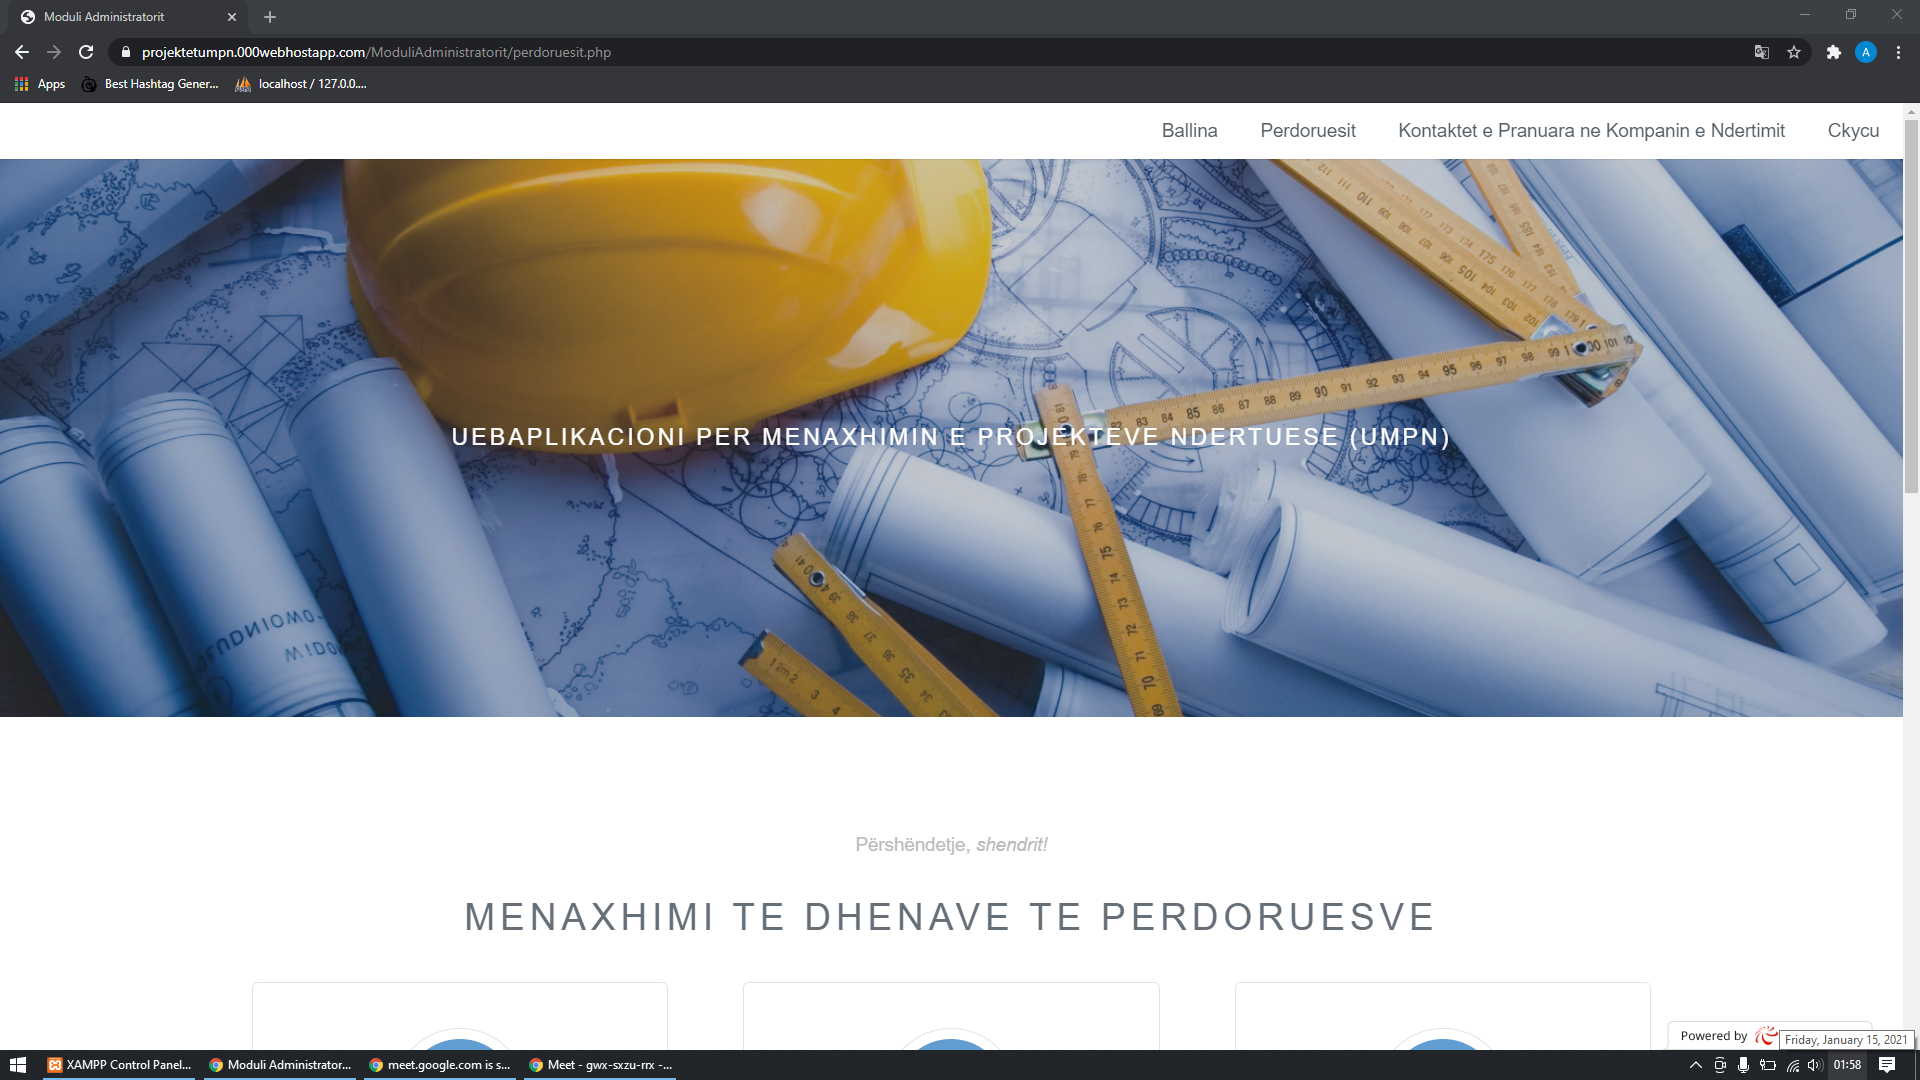 Moduli Administratorit
projektetumpn.000webhostapp.com/ModuliAdministratorit/perdoruesit.php
A
Apps
Best Hashtag Gener...
localhost / 127.0.0....
Ballina
Perdoruesit
Kontaktet e Pranuara ne Kompanin e Ndertimit
Ckycu
UEBAPLIKACIONI PER MENAXHIMIN E PROJEKTEVE NDERTUESE (UMPN)
Përshëndetje, shendrit!
MENAXHIMI TE DHENAVE TE PERDORUESVE
Powered by
Friday, January 15, 2021
XAMPP Control Panel...
Moduli Administrator...
meet.google.com is s...
Meet - gwx-sxzu-rrx -...
01:58